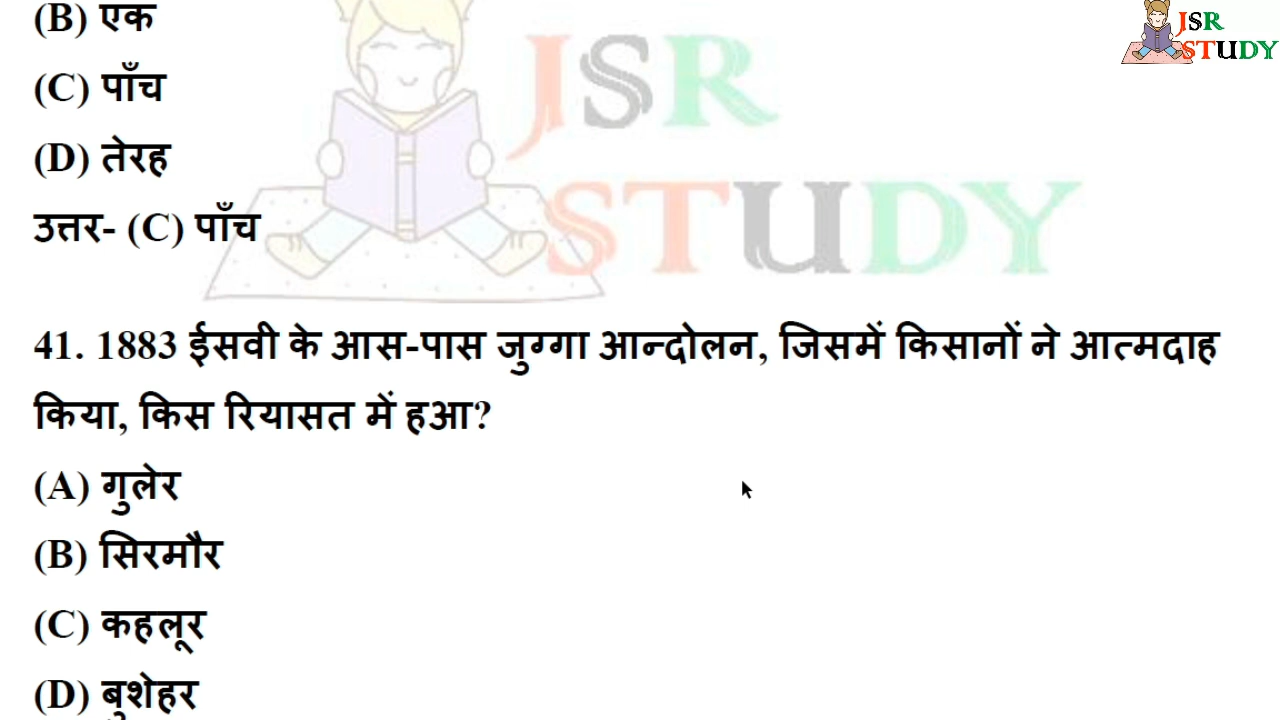 (B) एक
JSR
STUDY
(C) पाँच
JSR
(D) तेरह
STUDY
उत्तर- (C) पाँच
41. 1883 ईसवी के आस-पास जुग्गा आन्दोलन, जिसमें किसानों ने आत्मदाह
किया, किस रियासत में हआ?
(A) गुलेर
(B) सिरमौर
(C) कहलूर
(D) बुशेहर